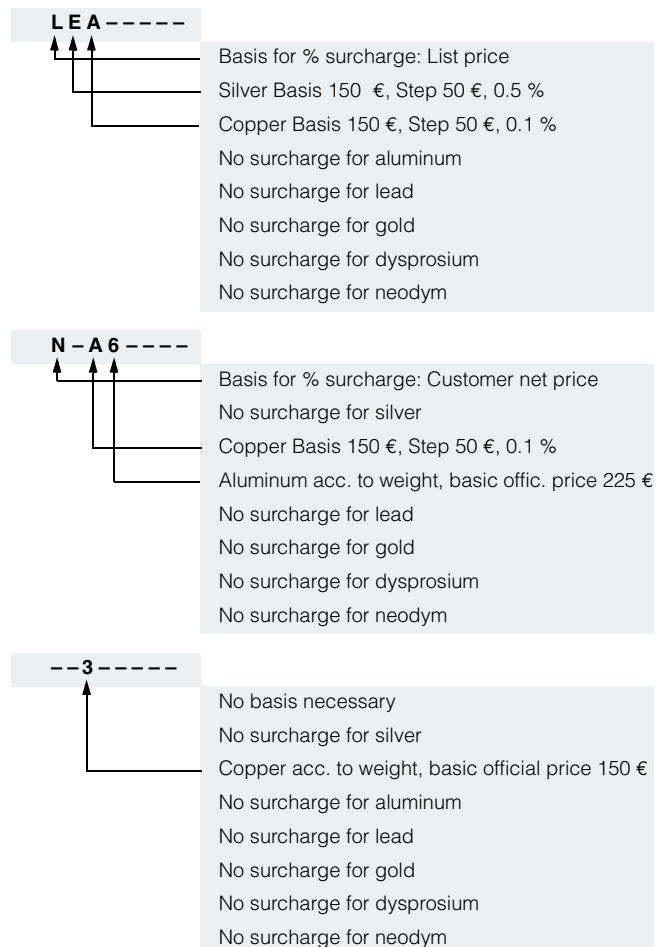 L E A – – – – –
Basis for % surcharge: List price
Silver Basis 150 €, Step 50 €, 0.5 %
Copper Basis 150 €, Step 50 €, 0.1 %
No surcharge for aluminum
No surcharge for lead
No surcharge for gold
No surcharge for dysprosium
No surcharge for neodym
N – A 6 – – – –
Basis for % surcharge: Customer net price
No surcharge for silver
Copper Basis 150 €, Step 50 €, 0.1 %
Aluminum acc. to weight, basic offic. price 225 €
No surcharge for lead
No surcharge for gold
No surcharge for dysprosium
No surcharge for neodym
– – 3 – – – – –
No basis necessary
No surcharge for silver
Copper acc. to weight, basic official price 150 €
No surcharge for aluminum
No surcharge for lead
No surcharge for gold
No surcharge for dysprosium
No surcharge for neodym